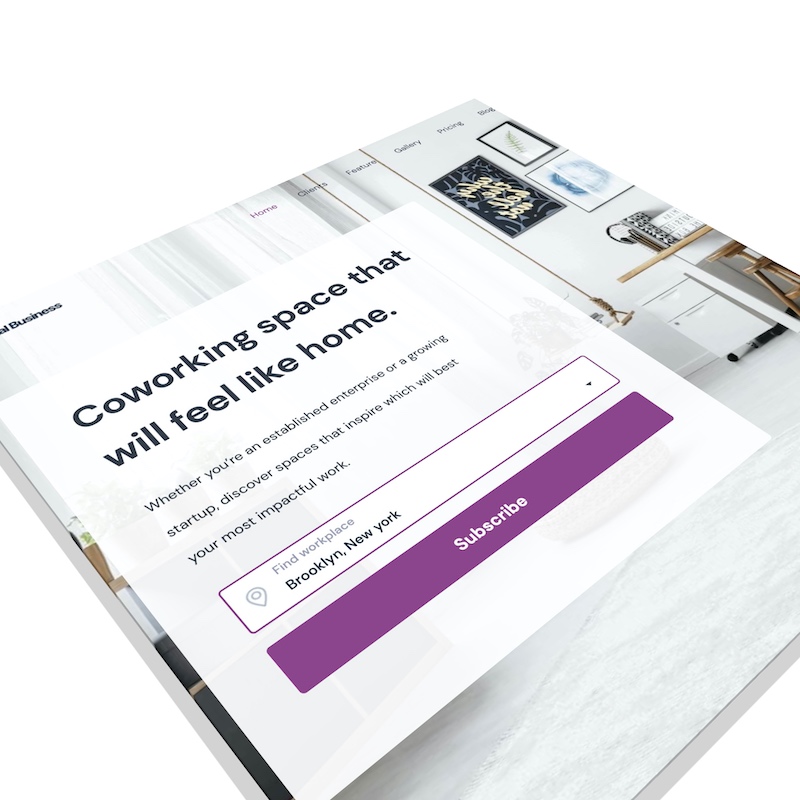 Home Clients Feature Gallery Pricing Blog
al Business
Coworking space that
will feel like home.
Whether you're an established enterprise or a growing
startup, discover spaces that inspire which will best
your most impactful work.
Find workplace
Brooklyn, New york
Subscribe